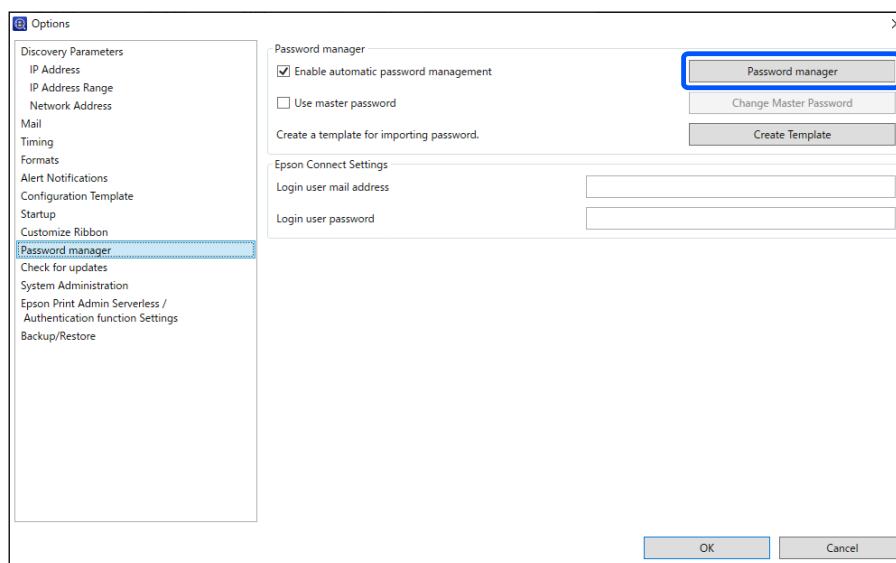 Options
Discovery Parameters
IP Address
IP Address Range
Network Address
Mail
Timing
Formats
Alert Notifications
Configuration Template
Startup
Customize Ribbon
Password manager
Check for updates
System Administration
Epson Print Admin Serverless /
Authentication function Settings
Backup/Restore
Password manager
Enable automatic password management
Password manager
Use master password
Change Master Password
Create a template for importing password.
Create Template
Epson Connect Settings
Login user mail address
Login user password
OK
Cancel